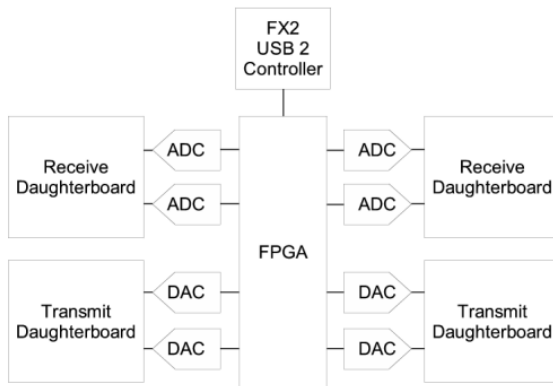 FX2
USB 2
Controller
ADC
ADC
Receive
Daughterboard
ADC
ADC
Receive
Daughterboard
FPGA
Transmit
Daughterboard
DAC
DAC
DAC
DAC
Transmit
Daughterboard